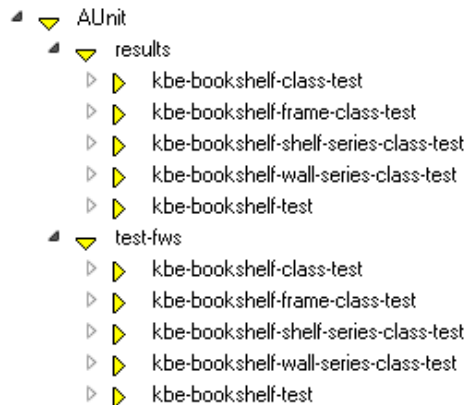 AUnit
results
kbe-bookshelf-class-test
kbe-bookshelf-frame-class-test
kbe-bookshelf-shelf-series-class-test
kbe-bookshelf-wall-series-class-test
kbe-bookshelf-test
test-fws
kbe-bookshelf-class-test
kbe-bookshelf-frame-class-test
kbe-bookshelf-shelf-series-class-test
kbe-bookshelf-wall-series-class-test
kbe-bookshelf-test